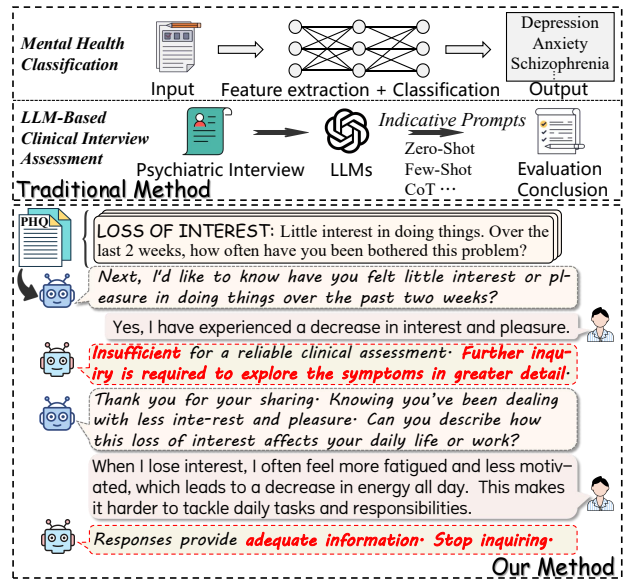 Mental Health
Classification
Input
Feature extraction + Classification
Depression
Anxiety
Schizophrenia
⋮
Output
LLM-Based
Clinical Interview
Assessment
Psychiatric Interview
LLMs
Indicative Prompts
Zero-Shot
Few-Shot
CoT ⋯
Evaluation
Conclusion
Traditional Method
PHQ
LOSS OF INTEREST: Little interest in doing things. Over the
last 2 weeks, how often have you been bothered this problem?
Next, I'd like to know have you felt little interest or pl-
easure in doing things over the past two weeks?
Yes, I have experienced a decrease in interest and pleasure.
Insufficient for a reliable clinical assessment. Further inqu-
iry is required to explore the symptoms in greater detail.
Thank you for your sharing. Knowing you've been dealing
with less inte-rest and pleasure. Can you describe how
this loss of interest affects your daily life or work?
When I lose interest, I often feel more fatigued and less motiv-
ated, which leads to a decrease in energy all day. This makes
it harder to tackle daily tasks and responsibilities.
Responses provide adequate information. Stop inquiring.
Our Method